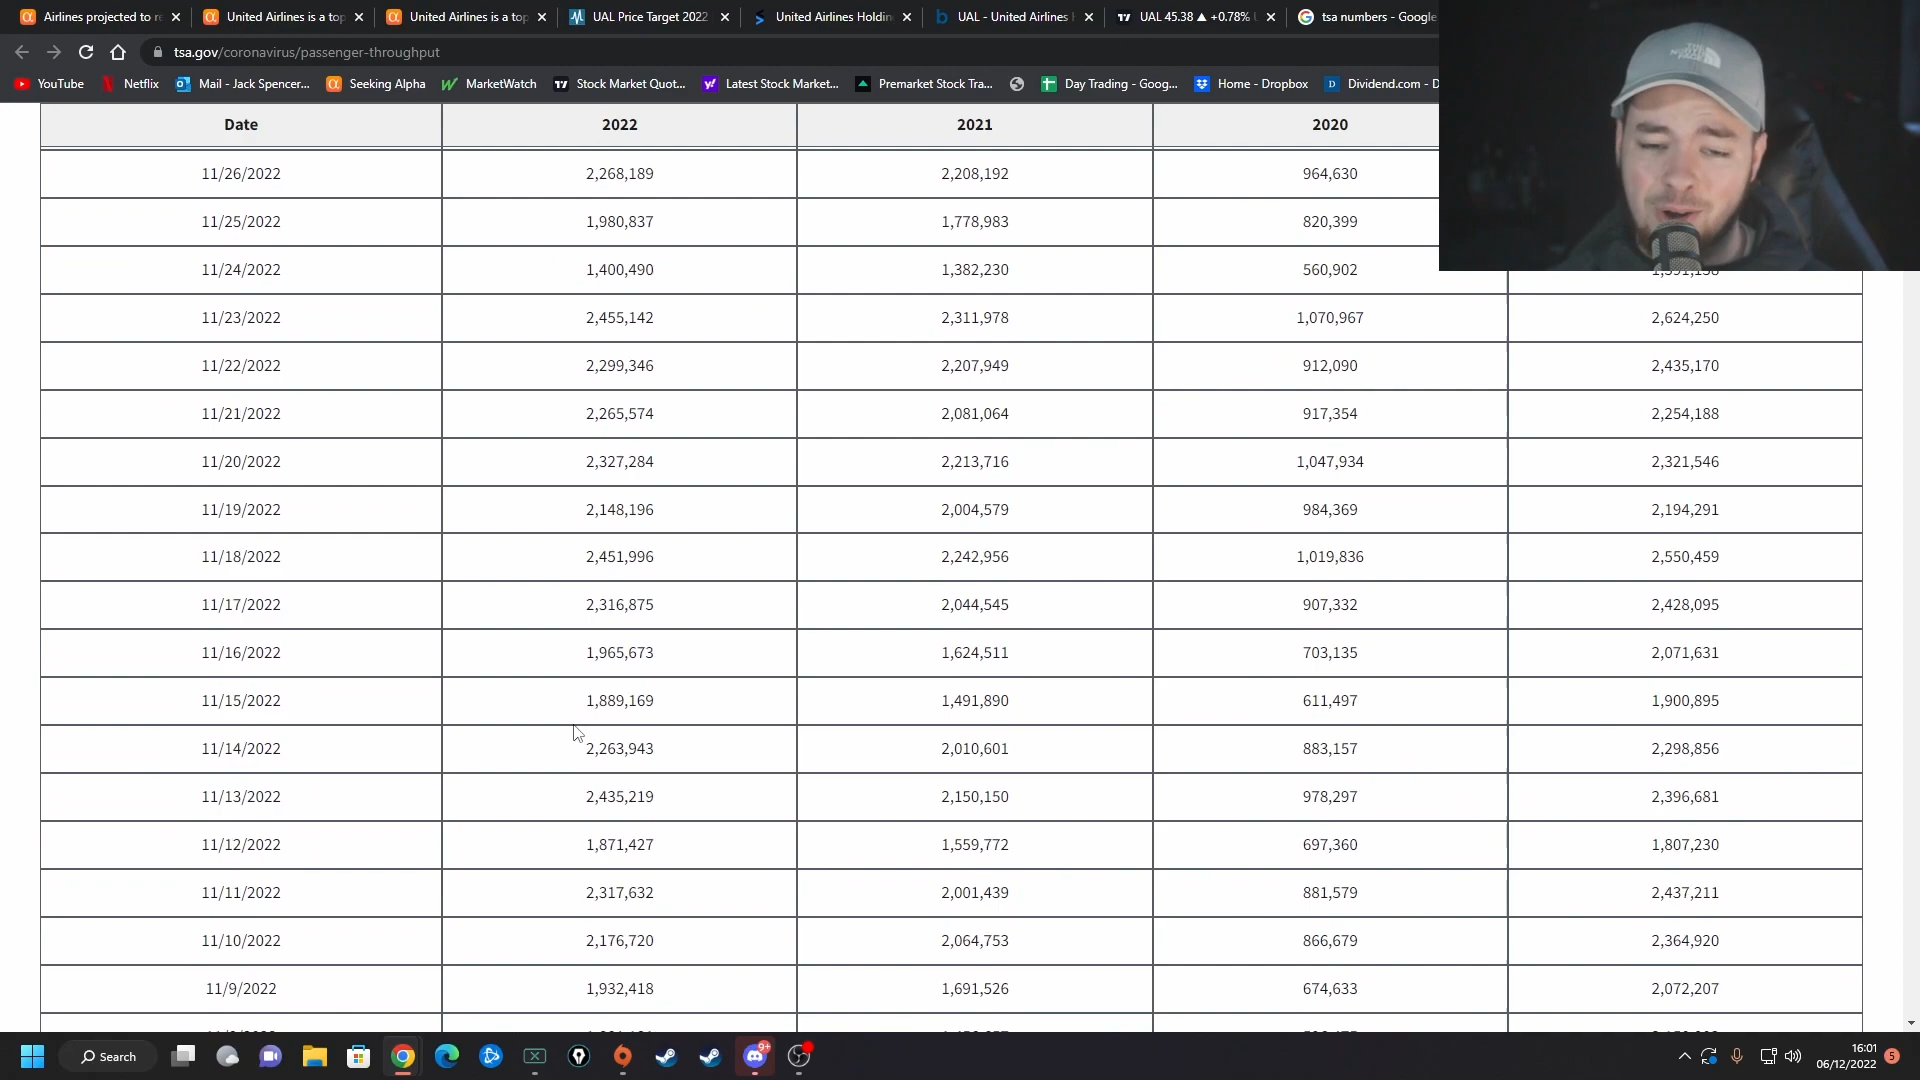 Airlines projected to r
United Airlines is a top
United Airlines is a top
UAL Price Target 2022
United Airlines Holdin
UAL - United Airlines
UAL 45.38 ▲ +0.78%
tsa numbers - Google
tsa.gov/coronavirus/passenger-throughput
YouTube
Netflix
Mail - Jack Spencer...
Seeking Alpha
MarketWatch
Stock Market Quot...
Latest Stock Market...
Premarket Stock Tra...
Day Trading - Goog...
Home - Dropbox
Dividend.com - D
THE NORTH FACE
Date 2022 2021 2020
11/26/2022 2,268,189 2,208,192 964,630
11/25/2022 1,980,837 1,778,983 820,399
11/24/2022 1,400,490 1,382,230 560,902
11/23/2022 2,455,142 2,311,978 1,070,967 2,624,250
11/22/2022 2,299,346 2,207,949 912,090 2,435,170
11/21/2022 2,265,574 2,081,064 917,354 2,254,188
11/20/2022 2,327,284 2,213,716 1,047,934 2,321,546
11/19/2022 2,148,196 2,004,579 984,369 2,194,291
11/18/2022 2,451,996 2,242,956 1,019,836 2,550,459
11/17/2022 2,316,875 2,044,545 907,332 2,428,095
11/16/2022 1,965,673 1,624,511 703,135 2,071,631
11/15/2022 1,889,169 1,491,890 611,497 1,900,895
11/14/2022 2,263,943 2,010,601 883,157 2,298,856
11/13/2022 2,435,219 2,150,150 978,297 2,396,681
11/12/2022 1,871,427 1,559,772 697,360 1,807,230
11/11/2022 2,317,632 2,001,439 881,579 2,437,211
11/10/2022 2,176,720 2,064,753 866,679 2,364,920
11/9/2022 1,932,418 1,691,526 674,633 2,072,207
Search
9+
16:01
06/12/2022
5